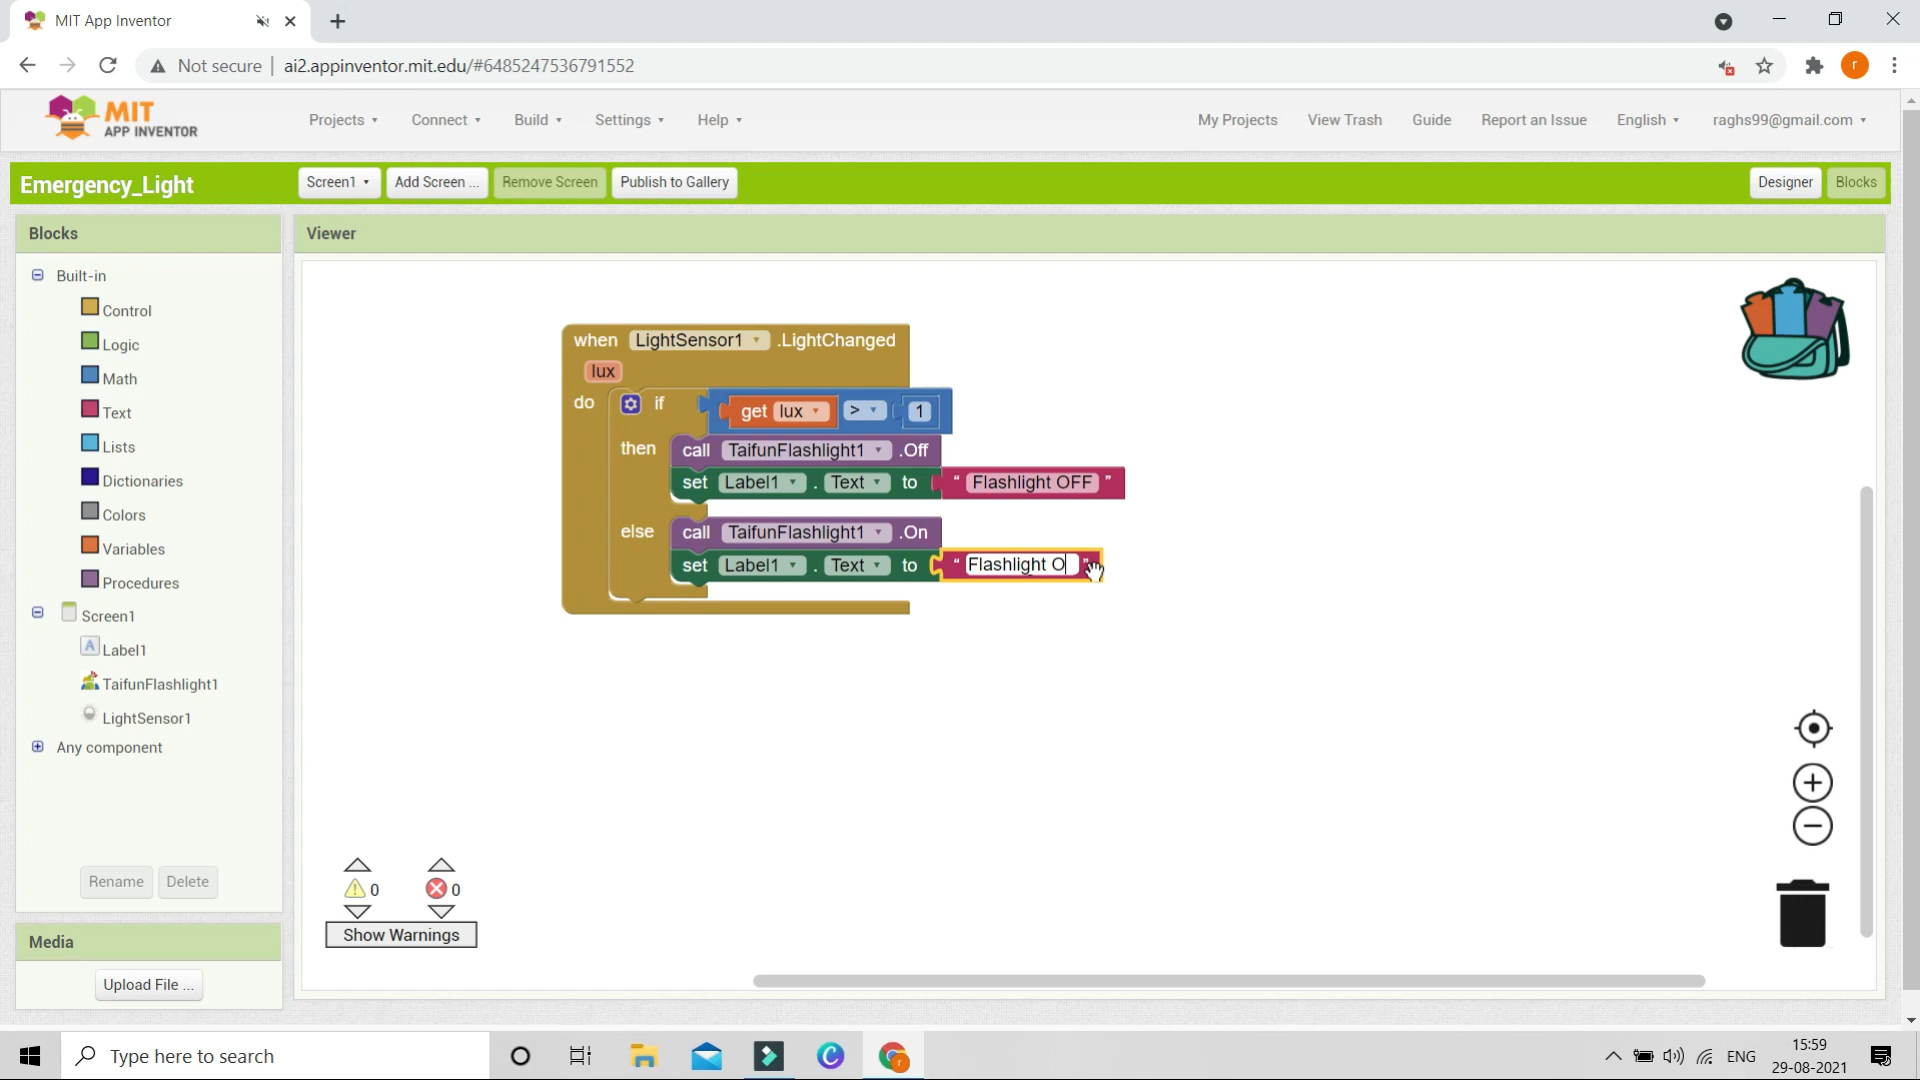 MIT App Inventor
Not secure | ai2.appinventor.mit.edu/#6485247536791552
r
MIT
APP INVENTOR
Projects Connect Build Settings Help My Projects View Trash Guide Report an Issue English raghs99@gmail.com
Emergency_Light Screen1 Add Screen ... Remove Screen Publish to Gallery Designer Blocks
Blocks
Viewer
Built-in
Control
Logic
Math
Text
Lists
Dictionaries
Colors
Variables
Procedures
Screen1
A Label1
TaifunFlashlight1
LightSensor1
Any component
Rename Delete
Media
Upload File ...
when LightSensor1 .LightChanged
lux
do if get lux > 1
then call TaifunFlashlight1 .Off
set Label1 . Text to “ Flashlight OFF ”
else call TaifunFlashlight1 .On
set Label1 . Text to “ Flashlight O ”
0 0
Show Warnings
Type here to search
ENG
15:59
29-08-2021